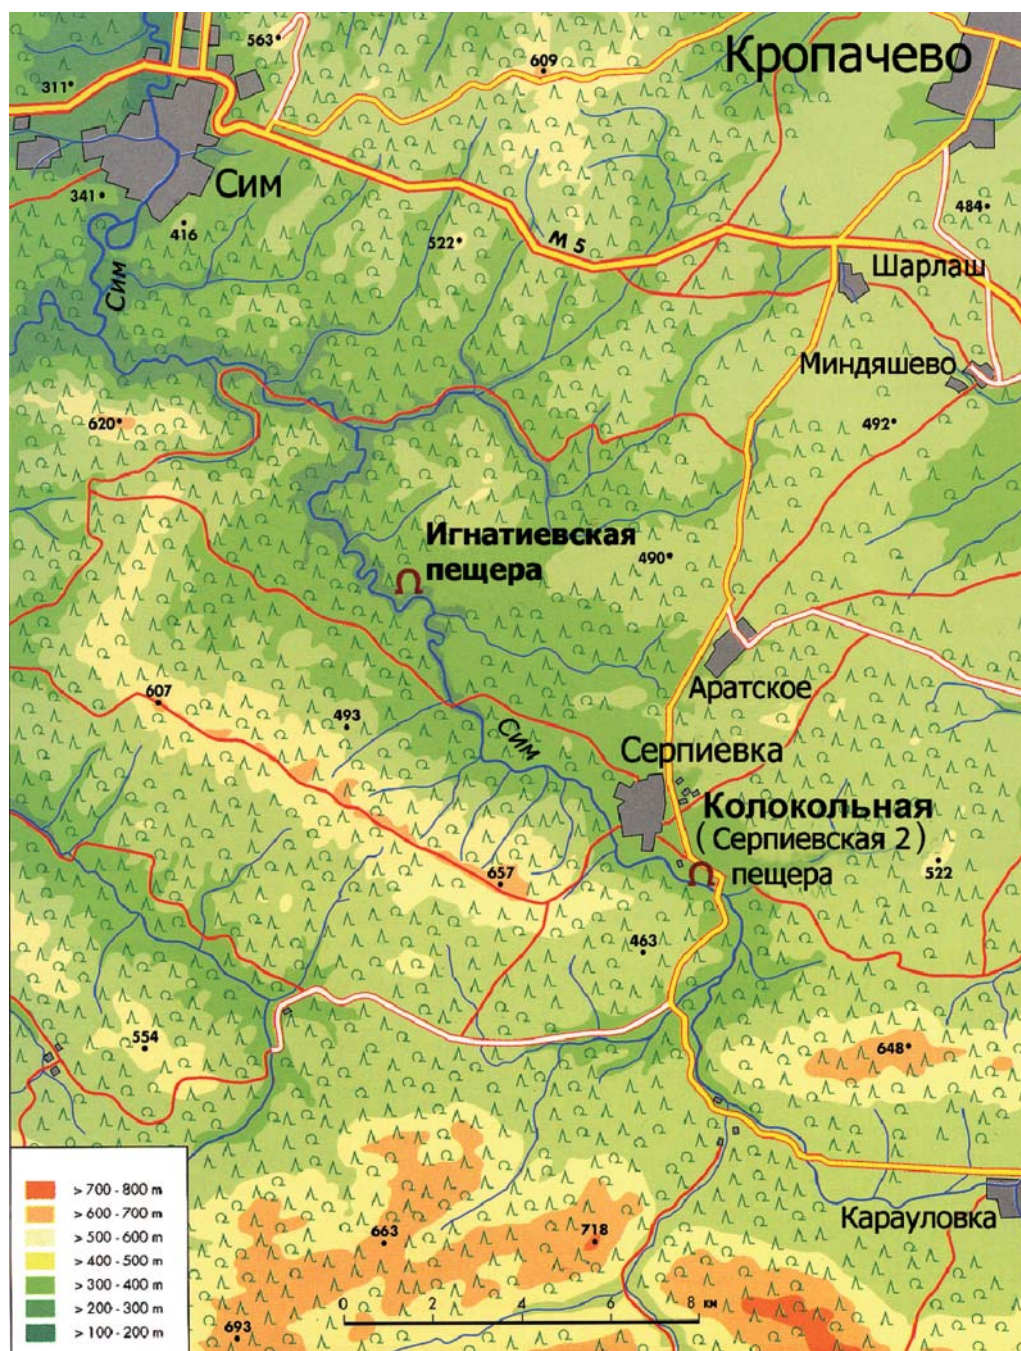 563
609
Кропачево
311
341
Сим
484
416
522
М 5
Шарлаш
Сим
Миндяшево
620
492
Игнатиевская
пещера
490
Аратское
607
493
Сим
Серпиевка
Колокольная
(Серпиевская 2)
пещера
522
657
463
554
648
> 700 - 800 m
> 600 - 700 m
> 500 - 600 m
> 400 - 500 m
> 300 - 400 m
> 200 - 300 m
> 100 - 200 m
663
718
Карауловка
693
0 2 4 6 8 км